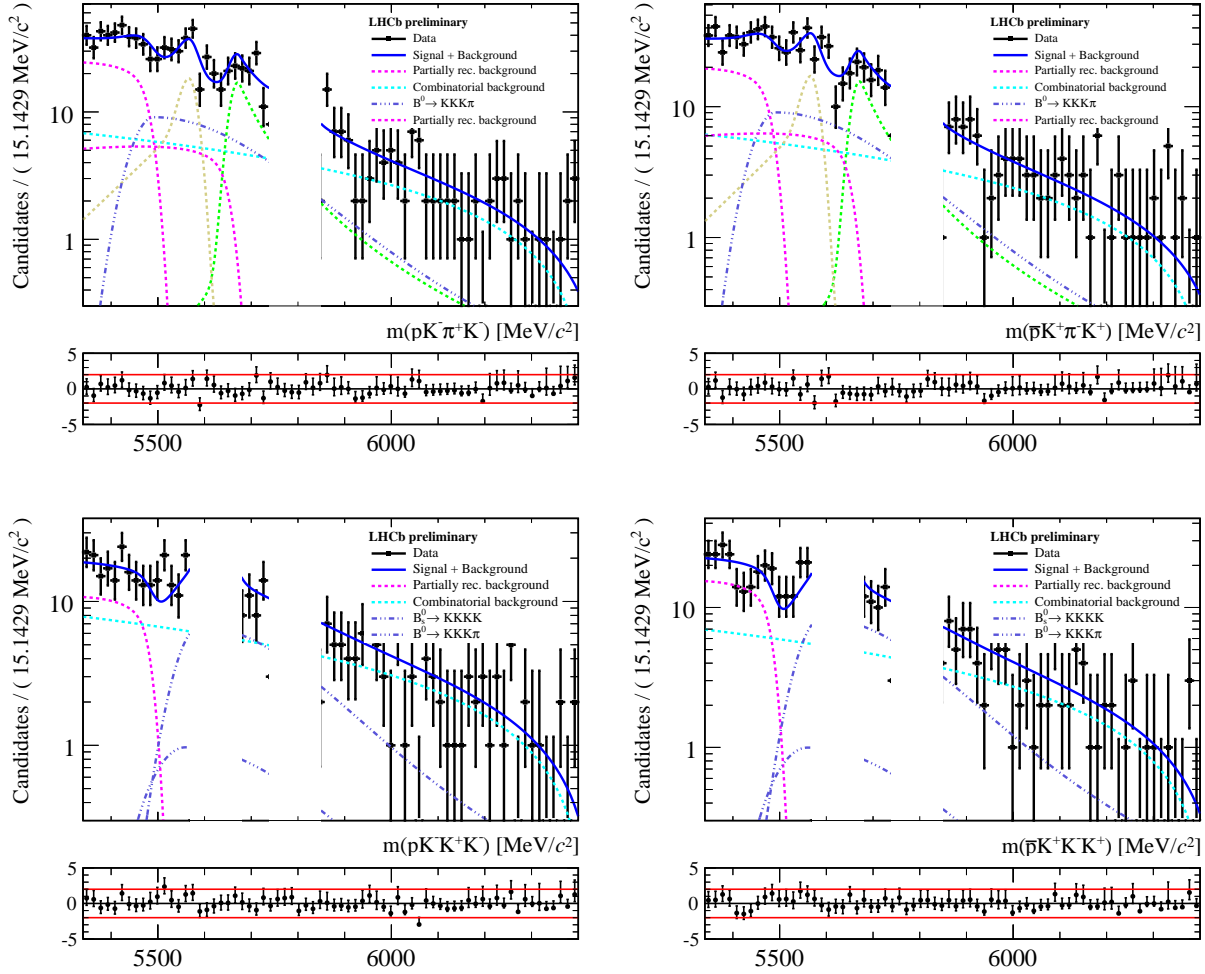 LHCb preliminary
Data
Signal + Background
Partially rec. background
Combinatorial background
B⁰→ KKKπ
Partially rec. background
Candidates / ( 15.1429 MeV/c² )
10
1
m(pK⁻π⁺K⁻) [MeV/c²]
5
0
-5
5500
6000
LHCb preliminary
Data
Signal + Background
Partially rec. background
Combinatorial background
B⁰→ KKKπ
Partially rec. background
Candidates / ( 15.1429 MeV/c² )
10
1
m(p̅K⁺π⁻K⁺) [MeV/c²]
5
0
-5
5500
6000
LHCb preliminary
Data
Signal + Background
Partially rec. background
Combinatorial background
B⁰ₛ→ KKKK
B⁰→ KKKπ
Candidates / ( 15.1429 MeV/c² )
10
1
m(pK⁻K⁺K⁻) [MeV/c²]
5
0
-5
5500
6000
LHCb preliminary
Data
Signal + Background
Partially rec. background
Combinatorial background
B⁰ₛ→ KKKK
B⁰→ KKKπ
Candidates / ( 15.1429 MeV/c² )
10
1
m(p̅K⁺K⁻K⁺) [MeV/c²]
5
0
-5
5500
6000